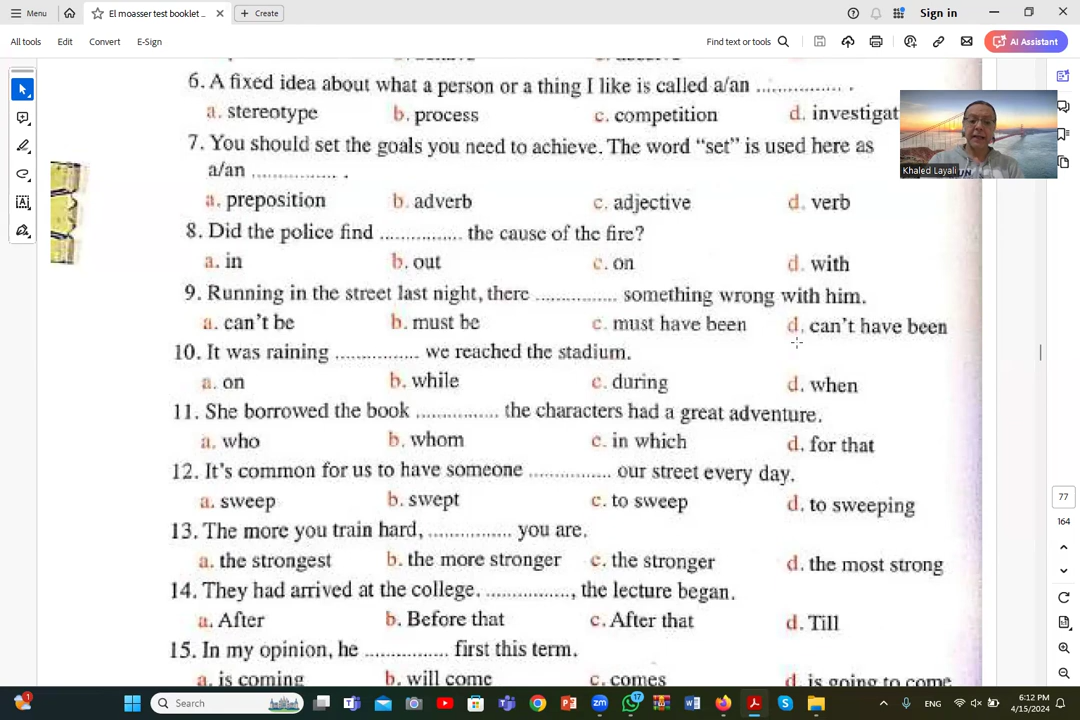 Menu
El moasser test booklet ...
Create
Sign in
All tools Edit Convert E-Sign
Find text or tools
AI Assistant
6. A fixed idea about what a person or a thing I like is called a/an ............... .
a. stereotype b. process c. competition d. investigat
7. You should set the goals you need to achieve. The word “set” is used here as
a/an ............... .
a. preposition b. adverb c. adjective d. verb
8. Did the police find ............... the cause of the fire?
a. in b. out c. on d. with
9. Running in the street last night, there ............... something wrong with him.
a. can't be b. must be c. must have been d. can't have been
10. It was raining ............... we reached the stadium.
a. on b. while c. during d. when
11. She borrowed the book ............... the characters had a great adventure.
a. who b. whom c. in which d. for that
12. It's common for us to have someone ............... our street every day.
a. sweep b. swept c. to sweep d. to sweeping
13. The more you train hard, ............... you are.
a. the strongest b. the more stronger c. the stronger d. the most strong
14. They had arrived at the college. ..............., the lecture began.
a. After b. Before that c. After that d. Till
15. In my opinion, he ............... first this term.
a. is coming b. will come c. comes d. is going to come
Khaled Layali
77
164
1
Search
17
ENG
6:12 PM
4/15/2024